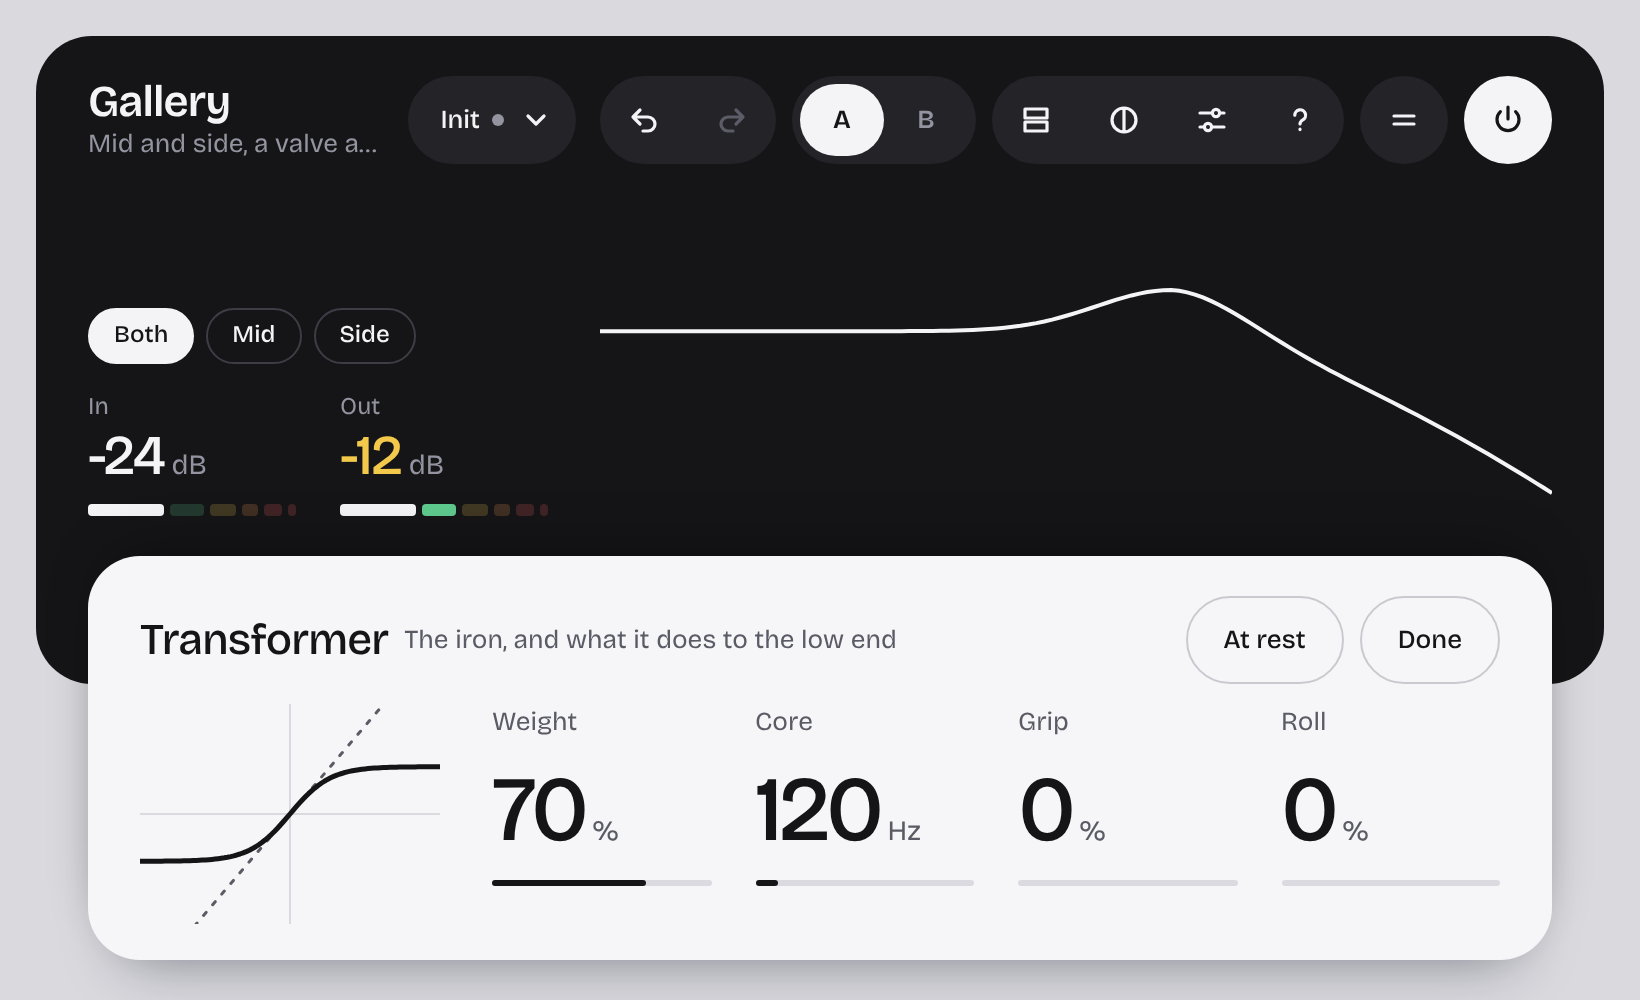 Gallery
Mid and side, a valve a...
Init
A
B
?
Both
Mid
Side
In
Out
-24 dB
-12 dB
Transformer
The iron, and what it does to the low end
At rest
Done
Weight
Core
Grip
Roll
70 %
120 Hz
0 %
0 %